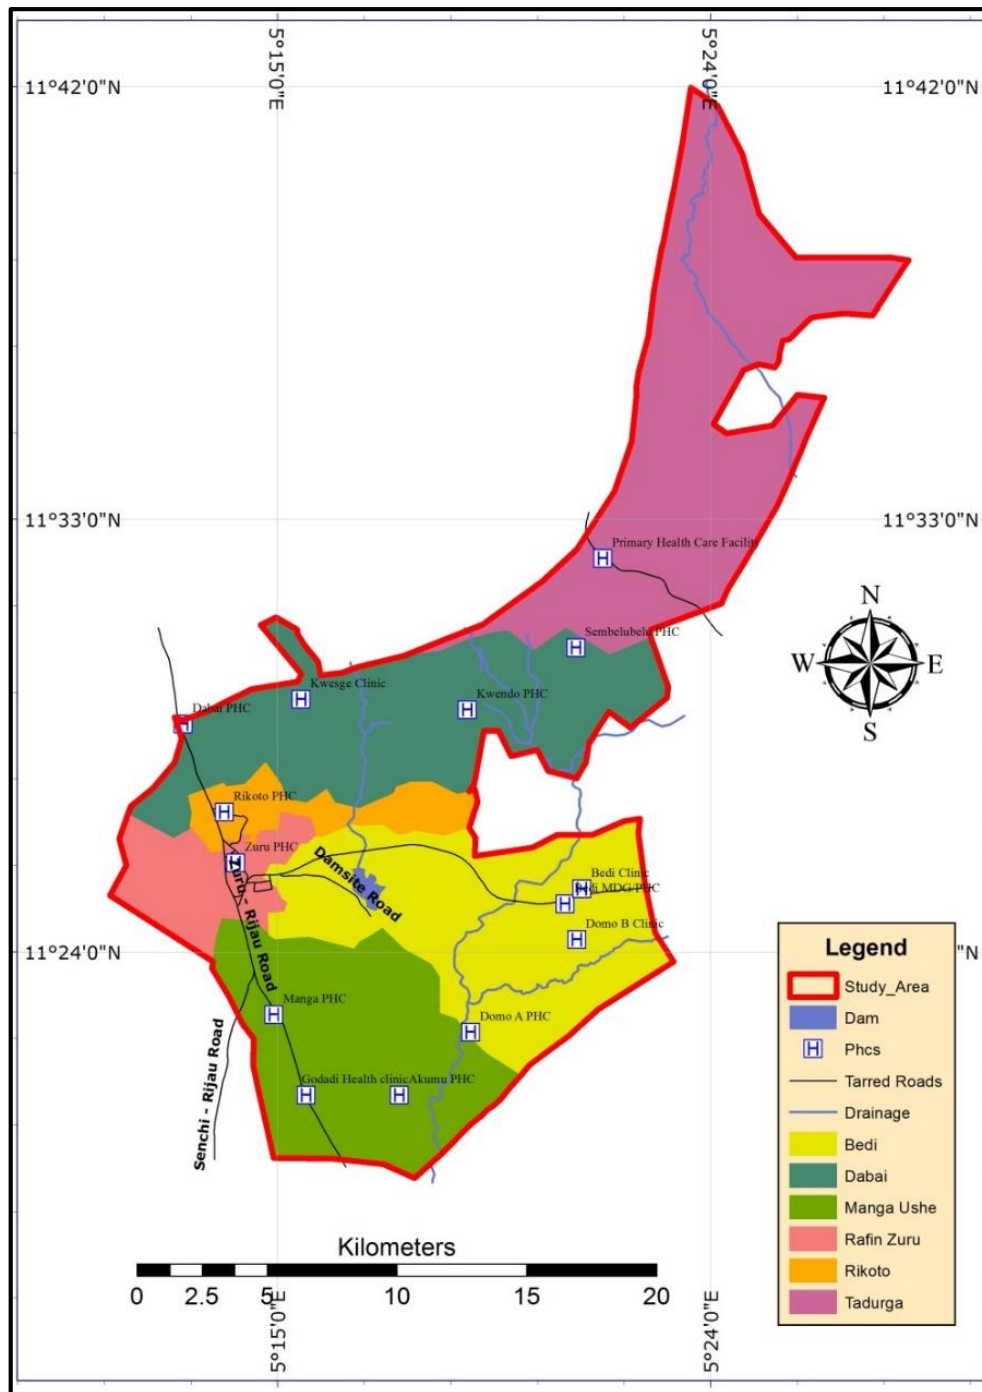 5°15'0"E
5°24'0"E
11°42'0"N
11°42'0"N
11°33'0"N
11°33'0"N
Primary Health Care Facility
N
W
E
S
Sembelubelu PHC
Kwesge Clinic
Kwendo PHC
Dabai PHC
Rikoto PHC
Zuru PHC
Damsite Road
Bedi Clinic
Bedi MDG/PHC
Domo B Clinic
Zuru - Rijau Road
11°24'0"N
"N
Manga PHC
Domo A PHC
Senchi - Rijau Road
Godadi Health clinic
Akumu PHC
Legend
Study_Area
Dam
H Phcs
Tarred Roads
Drainage
Bedi
Dabai
Manga Ushe
Rafin Zuru
Rikoto
Tadurga
Kilometers
0 2.5 5 10 15 20
5°15'0"E
5°24'0"E